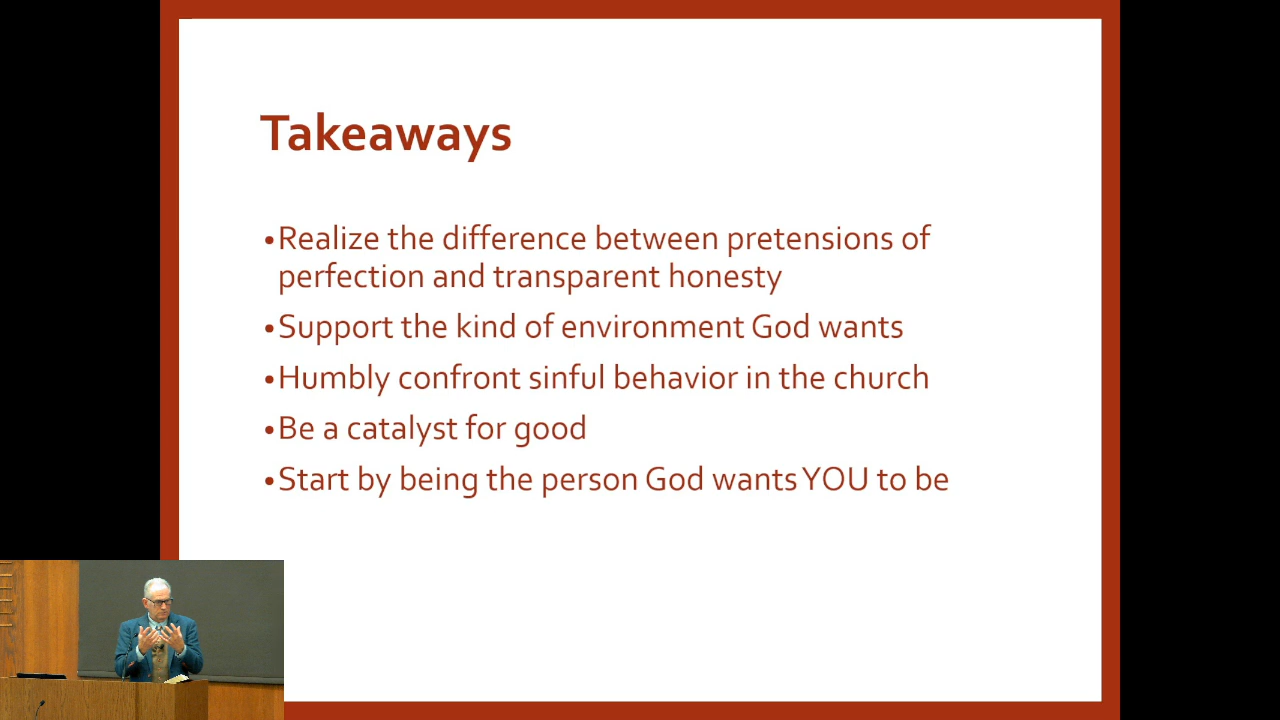 Takeaways
•Realize the difference between pretensions of
perfection and transparent honesty
•Support the kind of environment God wants
•Humbly confront sinful behavior in the church
•Be a catalyst for good
•Start by being the person God wants YOU to be